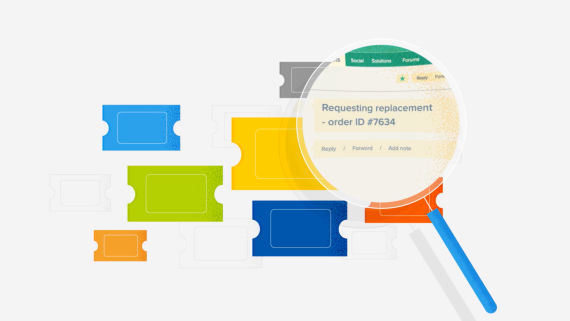 Social Solutions Forums
Reply
Requesting replacement
- order ID #7634
Reply / Forward / Add note